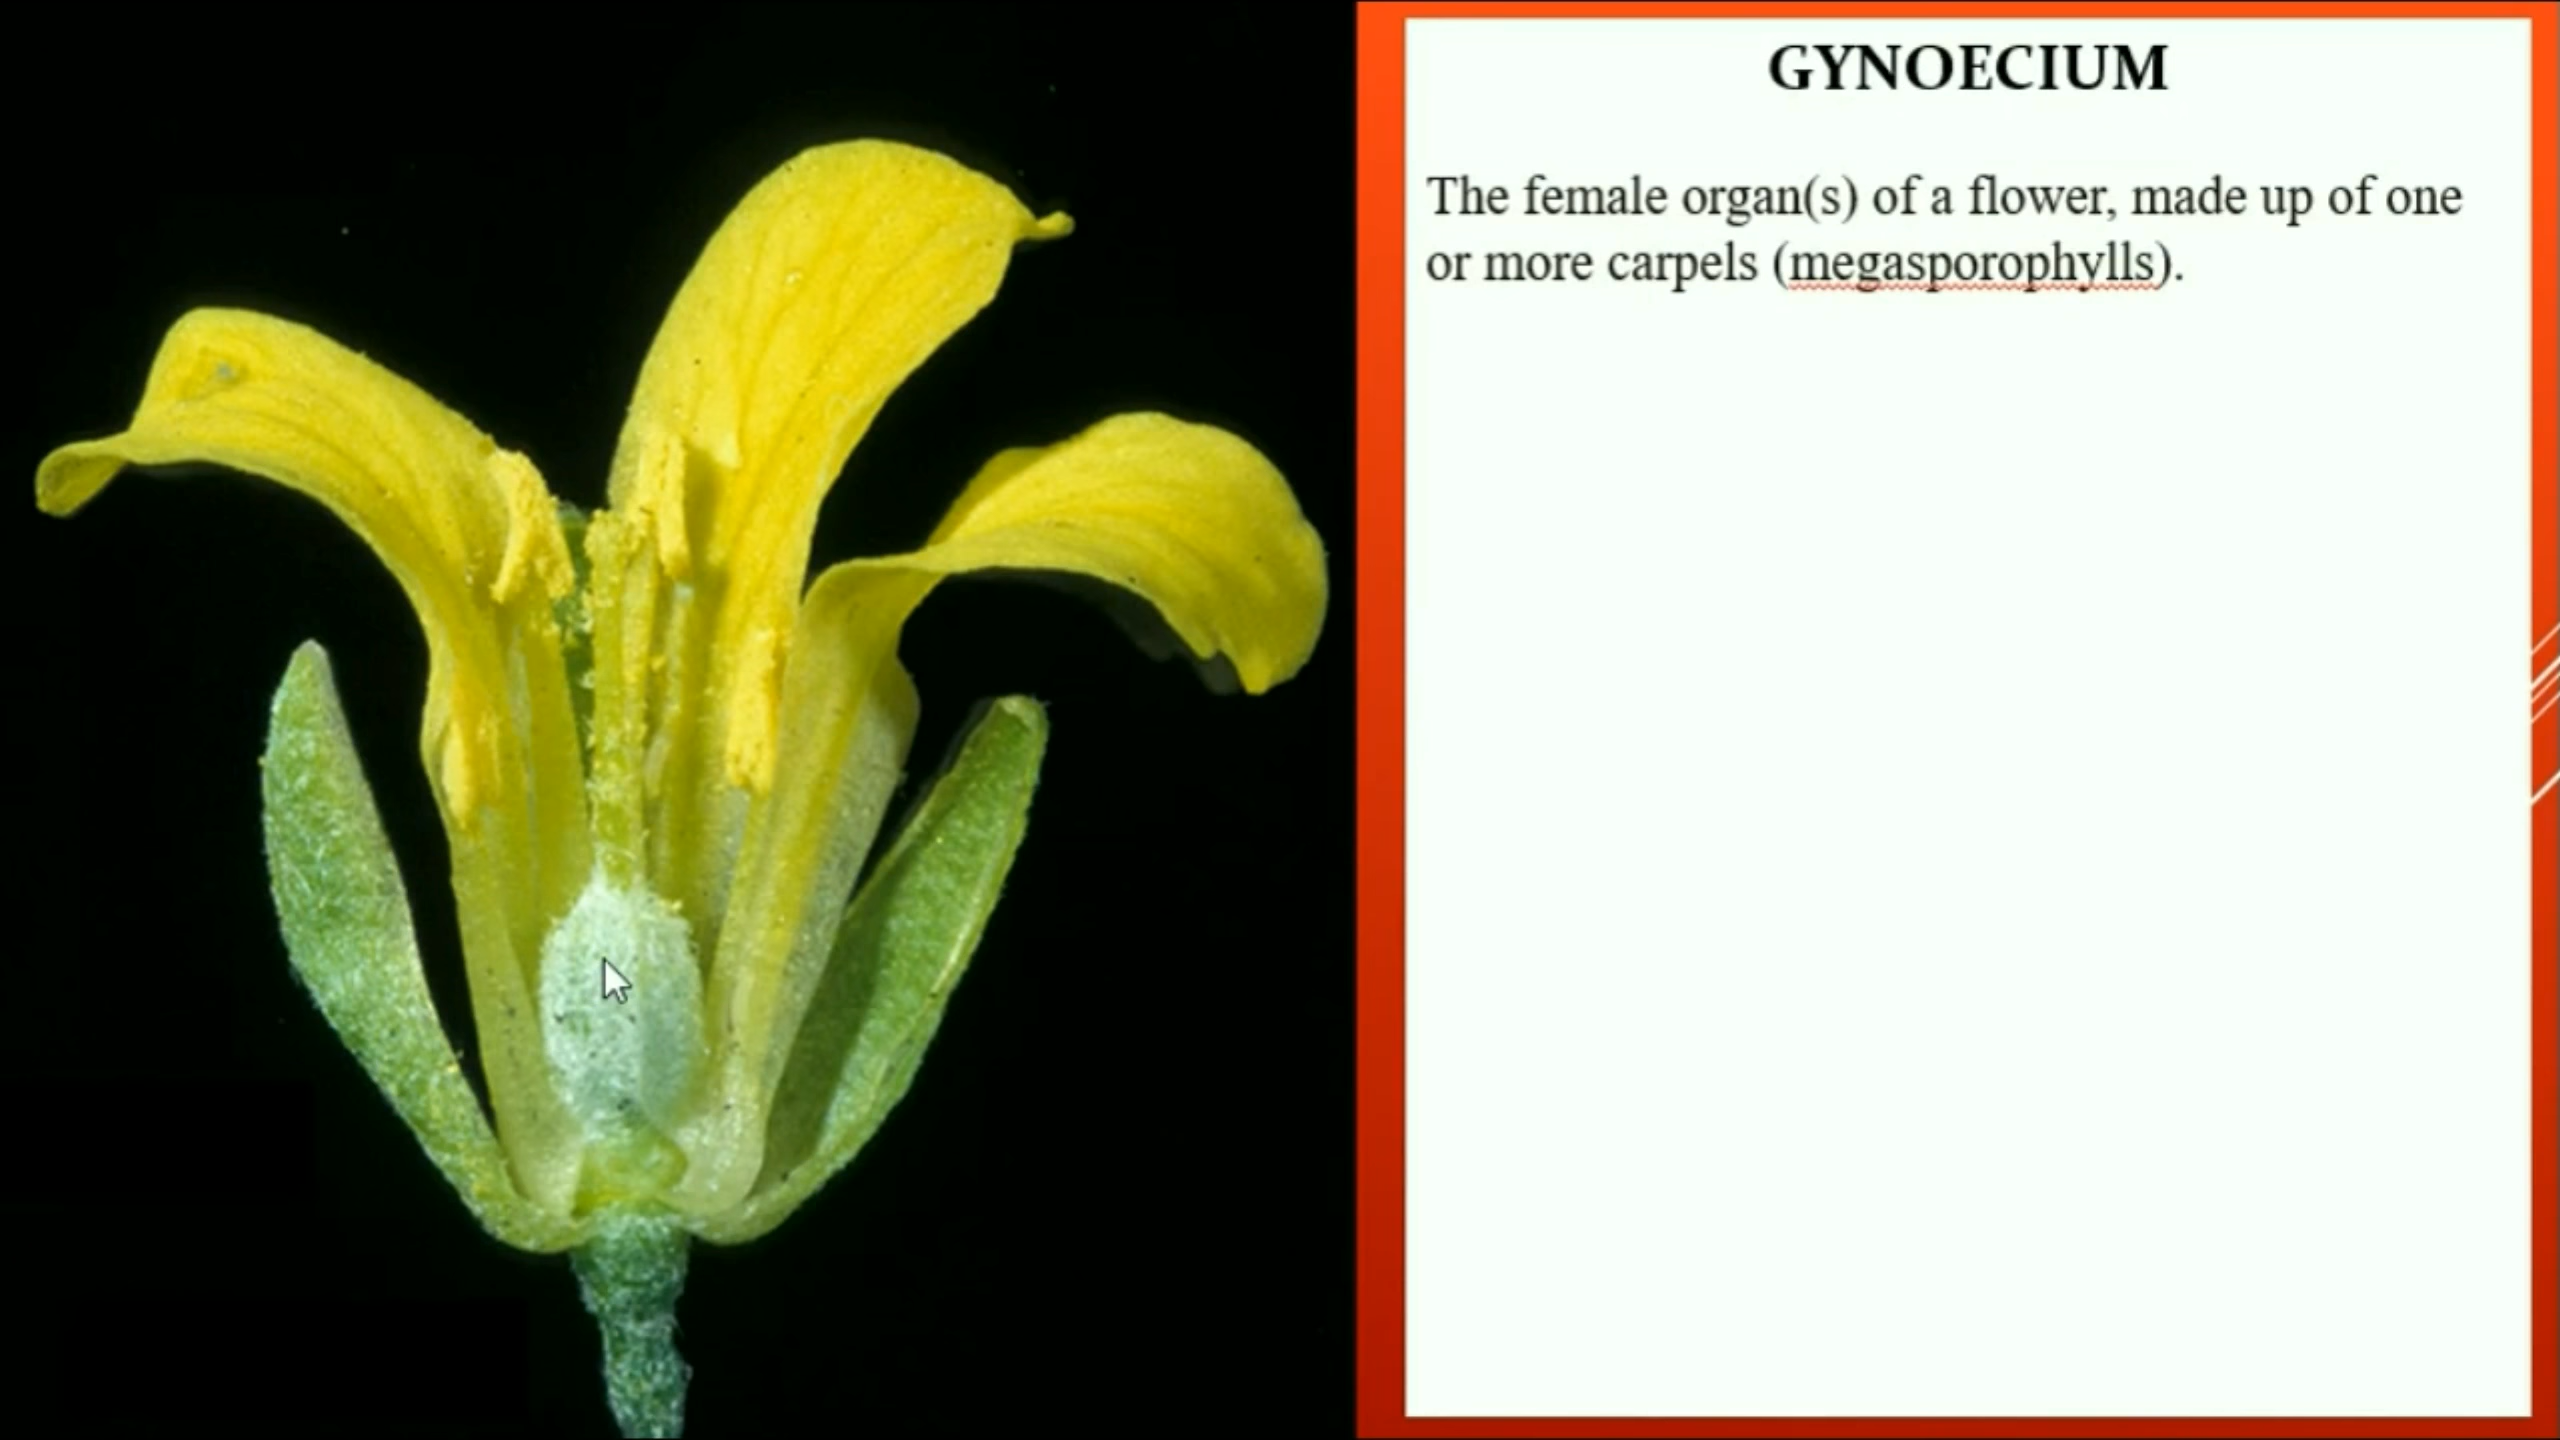 GYNOECIUM
The female organ(s) of a flower, made up of one
or more carpels (megasporophylls).